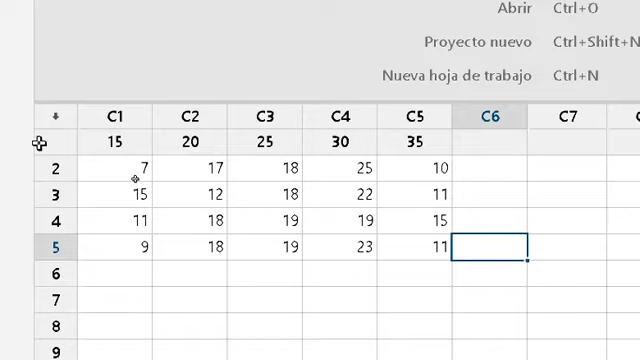 Abrir Ctrl+O
Proyecto nuevo Ctrl+Shift+N
Nueva hoja de trabajo Ctrl+N
C1 C2 C3 C4 C5 C6 C7
15 20 25 30 35
2 7 17 18 25 10
3 15 12 18 22 11
4 11 18 19 19 15
5 9 18 19 23 11
6
7
8
9